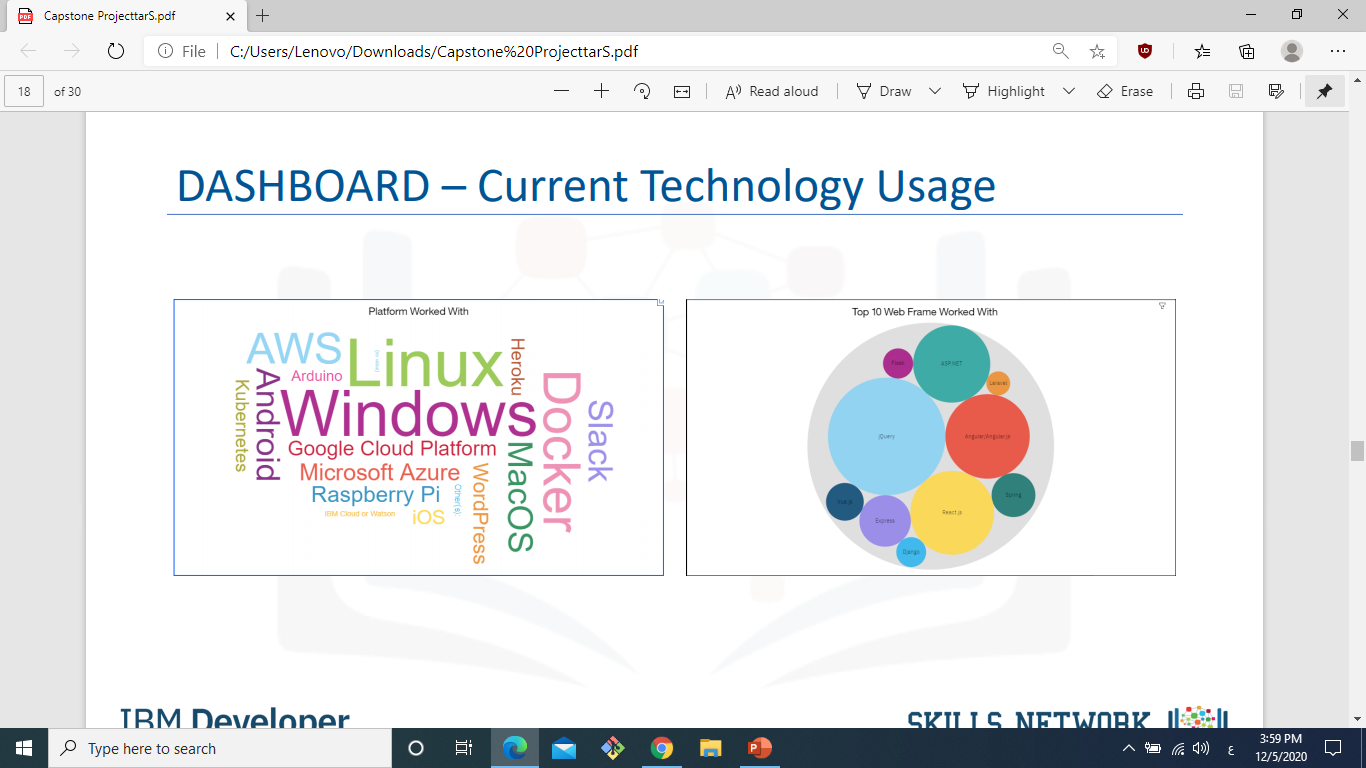 Capstone ProjecttarS.pdf
File
C:/Users/Lenovo/Downloads/Capstone%20ProjecttarS.pdf
18 of 30
Read aloud
Draw
Highlight
Erase
DASHBOARD – Current Technology Usage
Platform Worked With
AWS
Linux
Heroku
Arduino
Android
Kubernetes
Windows
Docker
Slack
Google Cloud Platform
MacOS
Microsoft Azure
WordPress
Raspberry Pi
Other(s):
IBM Cloud or Watson
iOS
Top 10 Web Frame Worked With
Flask
ASP.NET
Laravel
jQuery
Angular/Angular.js
Vue.js
Express
React.js
Spring
Django
IBM Developer
SKILLS NETWORK
Type here to search
ع
3:59 PM
12/5/2020